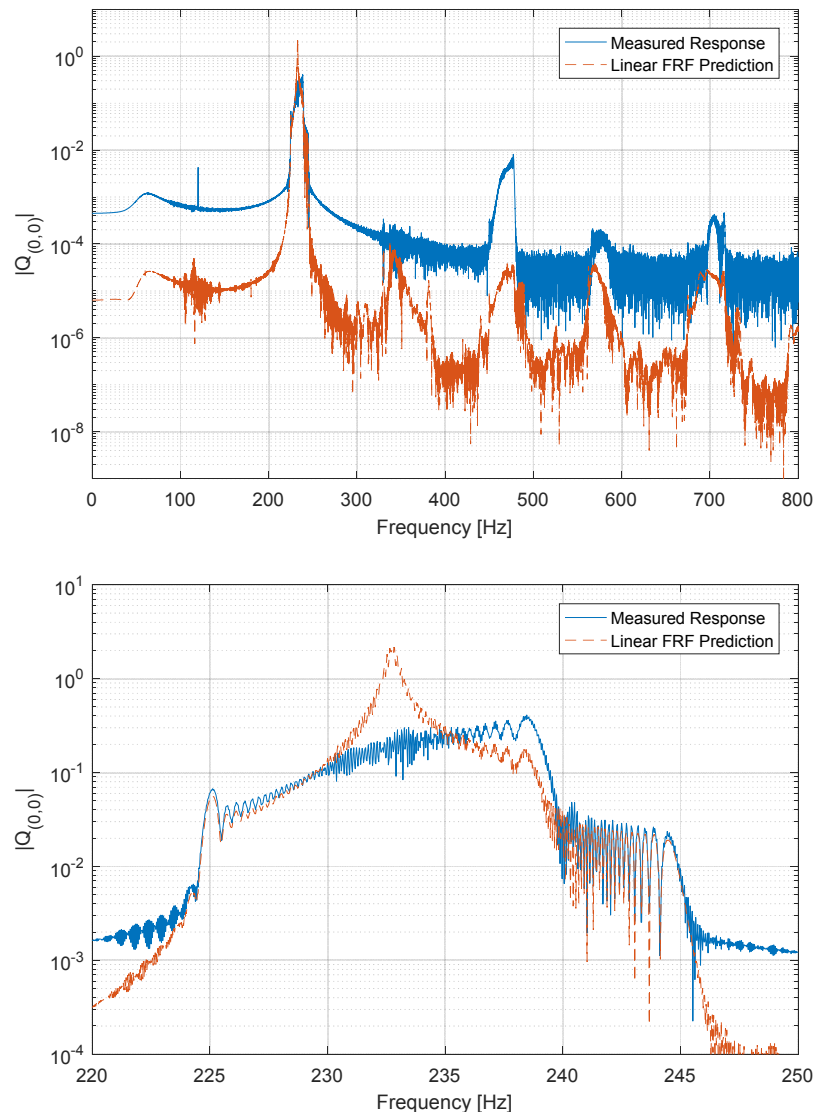 10^0
10^-2
10^-4
10^-6
10^-8
|Q_(0,0)|
Measured Response
Linear FRF Prediction
0 100 200 300 400 500 600 700 800
Frequency [Hz]
10^1
10^0
10^-1
10^-2
10^-3
10^-4
|Q_(0,0)|
Measured Response
Linear FRF Prediction
220 225 230 235 240 245 250
Frequency [Hz]